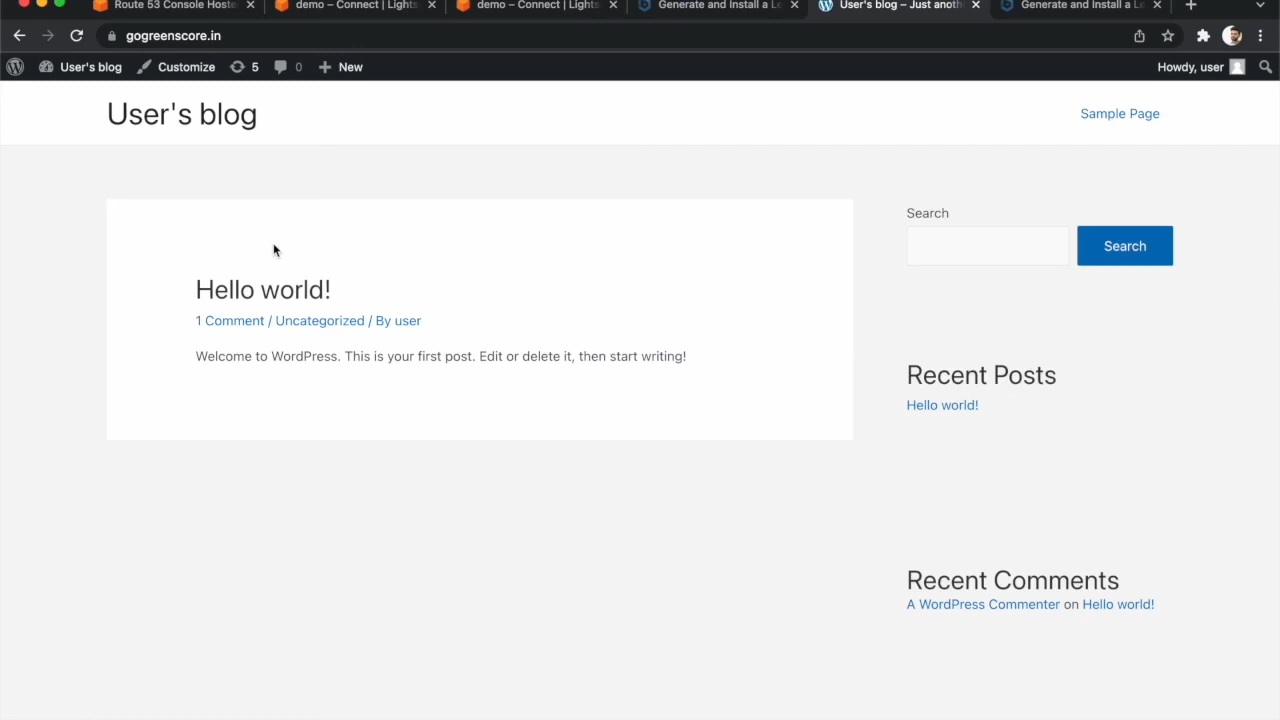 Route 53 Console Hoste
demo – Connect | Lights
demo – Connect | Lights
Generate and Install a Le
User's blog – Just anoth
Generate and Install a Le
gogreenscore.in
User's blog
Customize
5
0
New
Howdy, user
User's blog
Sample Page
Hello world!
1 Comment / Uncategorized / By user
Welcome to WordPress. This is your first post. Edit or delete it, then start writing!
Search
Search
Recent Posts
Hello world!
Recent Comments
A WordPress Commenter on Hello world!